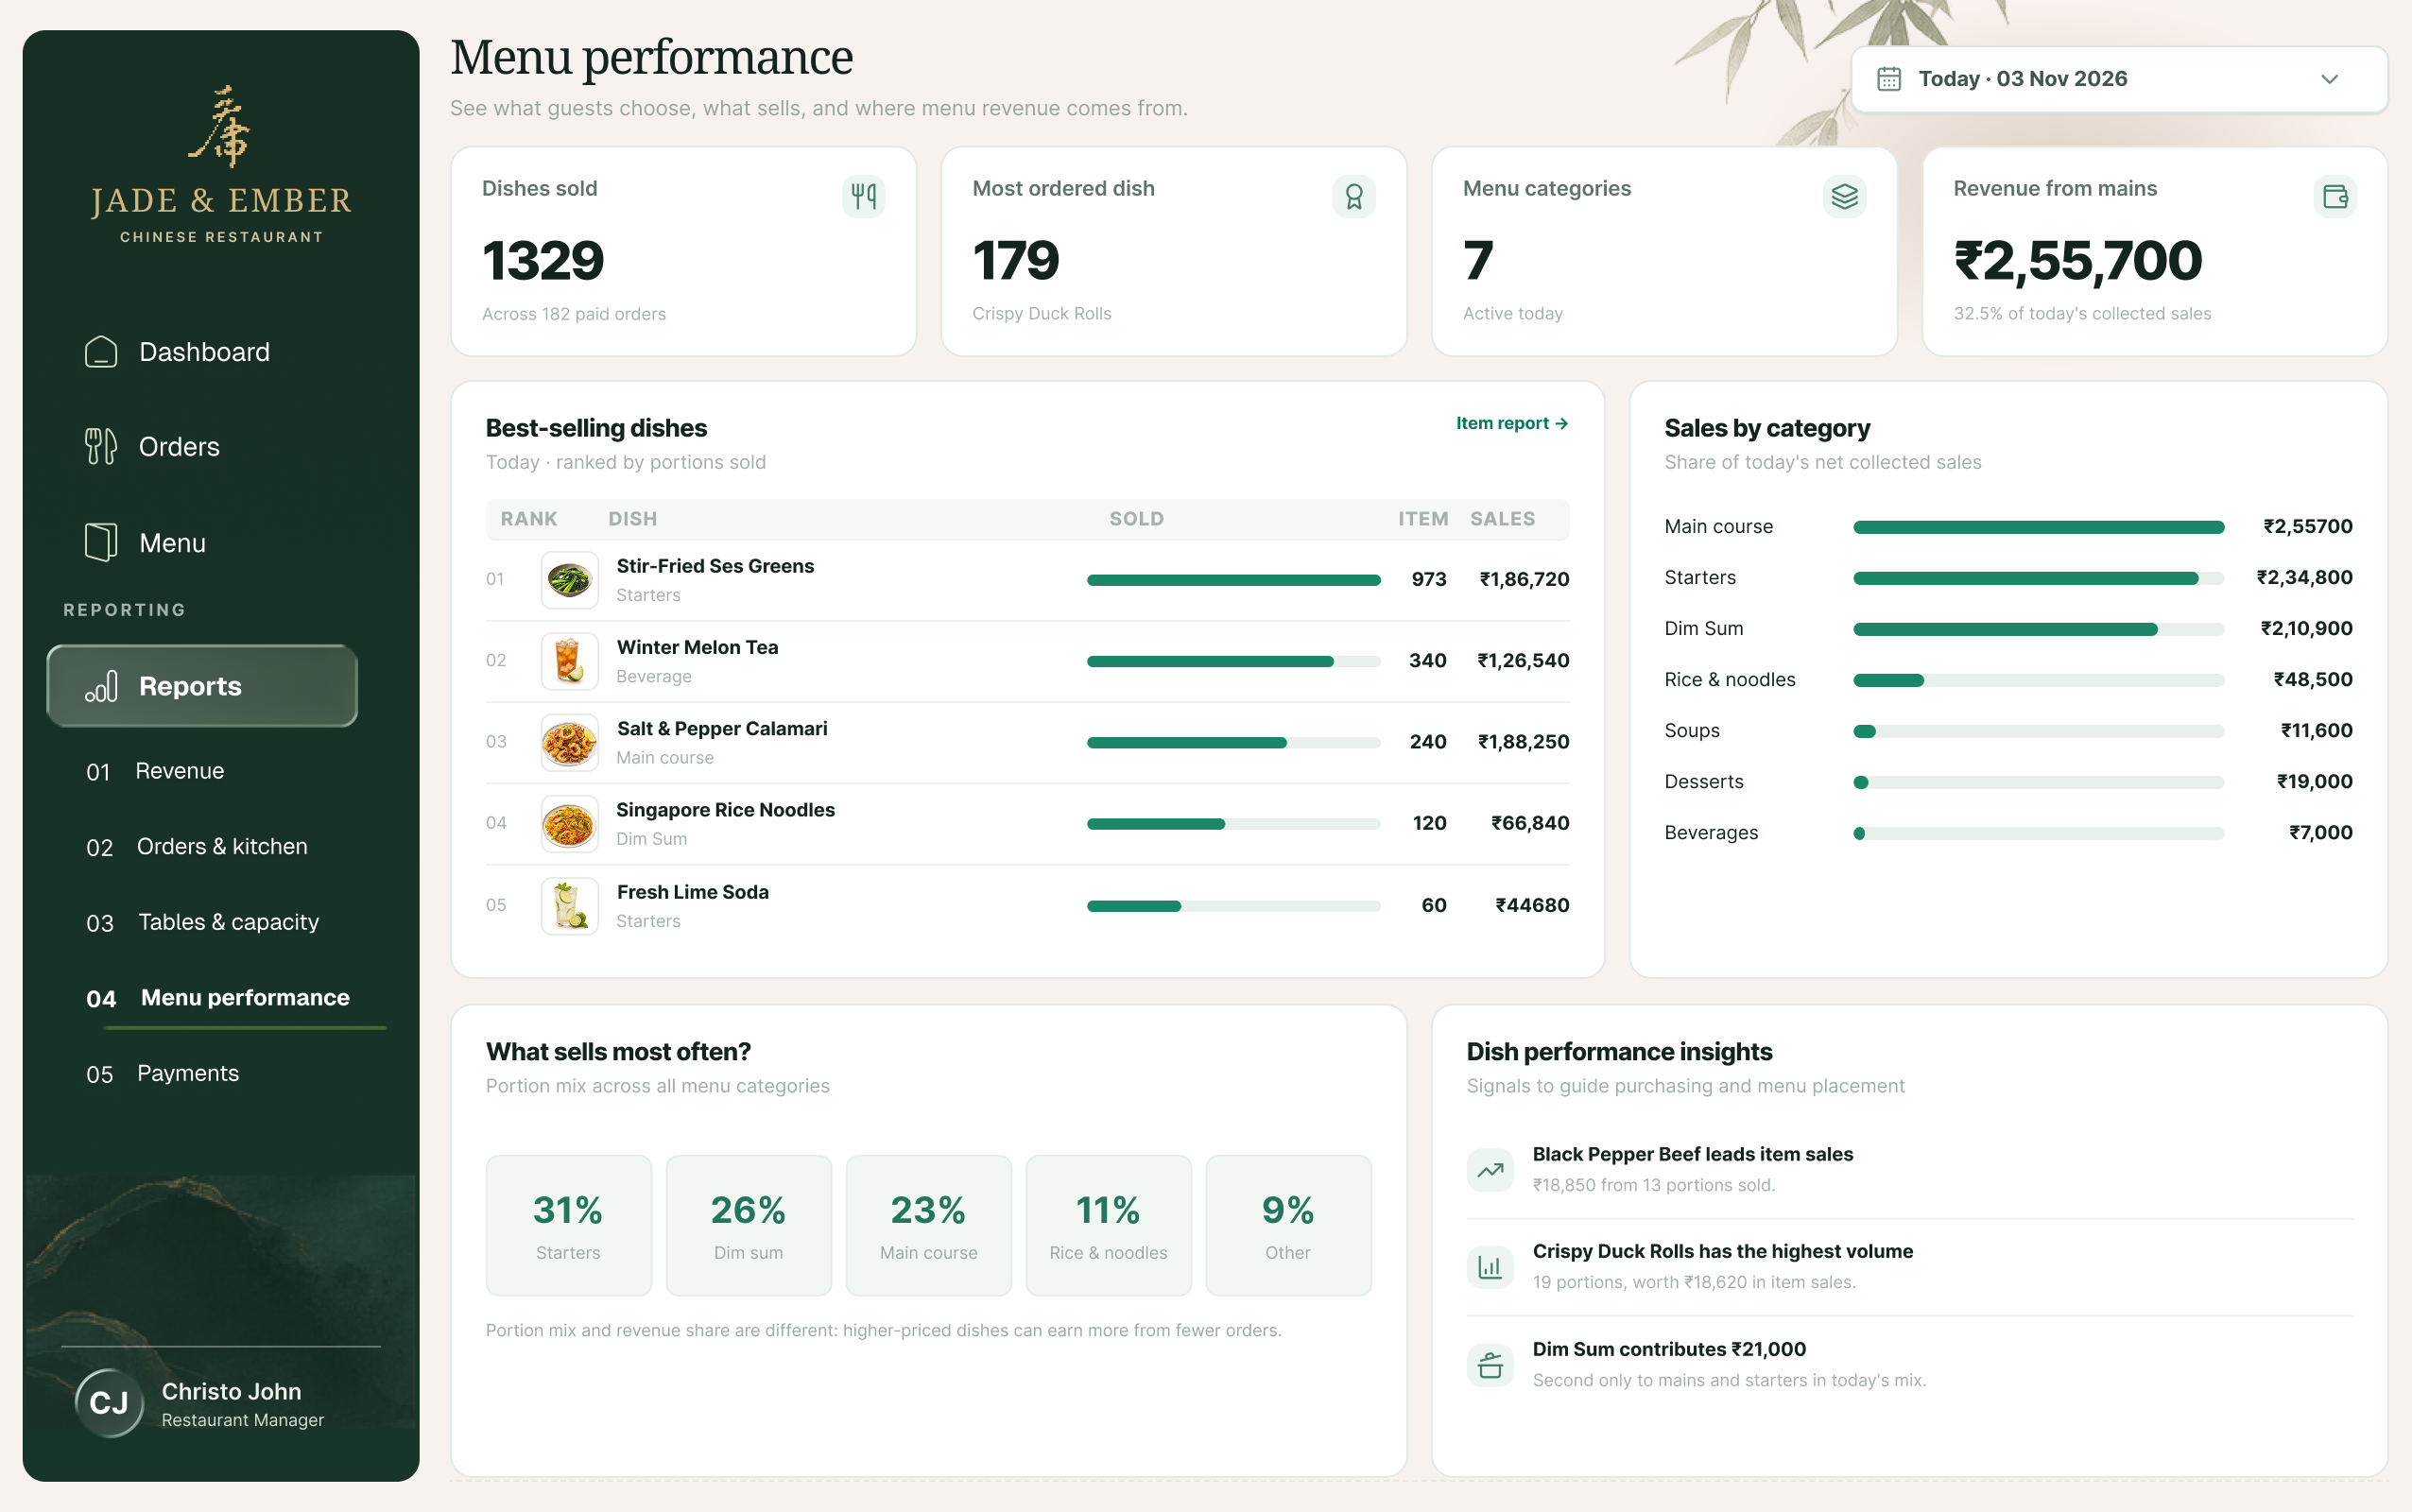 JADE & EMBER
CHINESE RESTAURANT
Dashboard
Orders
Menu
REPORTING
Reports
01 Revenue
02 Orders & kitchen
03 Tables & capacity
04 Menu performance
05 Payments
CJ
Christo John
Restaurant Manager
Menu performance
See what guests choose, what sells, and where menu revenue comes from.
Today · 03 Nov 2026
Dishes sold
1329
Across 182 paid orders
Most ordered dish
179
Crispy Duck Rolls
Menu categories
7
Active today
Revenue from mains
₹2,55,700
32.5% of today's collected sales
Best-selling dishes
Item report →
Today · ranked by portions sold
RANK DISH SOLD ITEM SALES
01 Stir-Fried Ses Greens 973 ₹1,86,720
Starters
02 Winter Melon Tea 340 ₹1,26,540
Beverage
03 Salt & Pepper Calamari 240 ₹1,88,250
Main course
04 Singapore Rice Noodles 120 ₹66,840
Dim Sum
05 Fresh Lime Soda 60 ₹44680
Starters
Sales by category
Share of today's net collected sales
Main course ₹2,55700
Starters ₹2,34,800
Dim Sum ₹2,10,900
Rice & noodles ₹48,500
Soups ₹11,600
Desserts ₹19,000
Beverages ₹7,000
What sells most often?
Portion mix across all menu categories
31% 26% 23% 11% 9%
Starters Dim sum Main course Rice & noodles Other
Portion mix and revenue share are different: higher-priced dishes can earn more from fewer orders.
Dish performance insights
Signals to guide purchasing and menu placement
Black Pepper Beef leads item sales
₹18,850 from 13 portions sold.
Crispy Duck Rolls has the highest volume
19 portions, worth ₹18,620 in item sales.
Dim Sum contributes ₹21,000
Second only to mains and starters in today's mix.